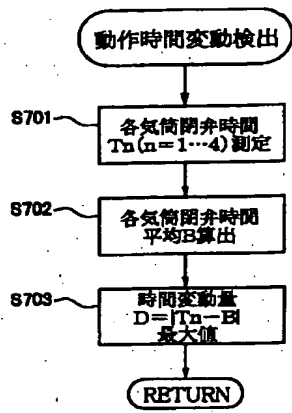 動作時間変動検出
S701
各気筒閉弁時間
Tn(n=1…4)測定
S702
各気筒閉弁時間
平均B算出
S703
時間変動量
D=|Tn-B|
最大値
RETURN